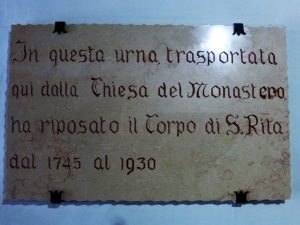 In questa urna, trasportata
qui dalla Chiesa del Monastero,
ha riposato il Corpo di S. Rita
dal 1745 al 1930